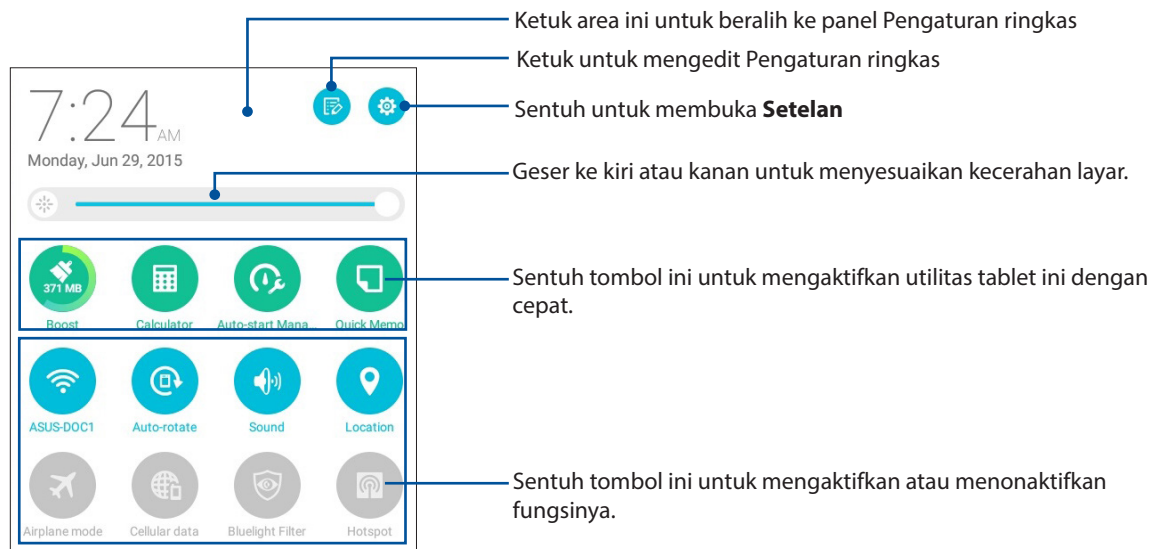 Ketuk area ini untuk beralih ke panel Pengaturan ringkas
Ketuk untuk mengedit Pengaturan ringkas
Sentuh untuk membuka Setelan
7:24 AM
Monday, Jun 29, 2015
Geser ke kiri atau kanan untuk menyesuaikan kecerahan layar.
371 MB
Boost Calculator Auto-start Mana... Quick Memo
Sentuh tombol ini untuk mengaktifkan utilitas tablet ini dengan
cepat.
ASUS-DOC1 Auto-rotate Sound Location
Airplane mode Cellular data Bluelight Filter Hotspot
Sentuh tombol ini untuk mengaktifkan atau menonaktifkan
fungsinya.